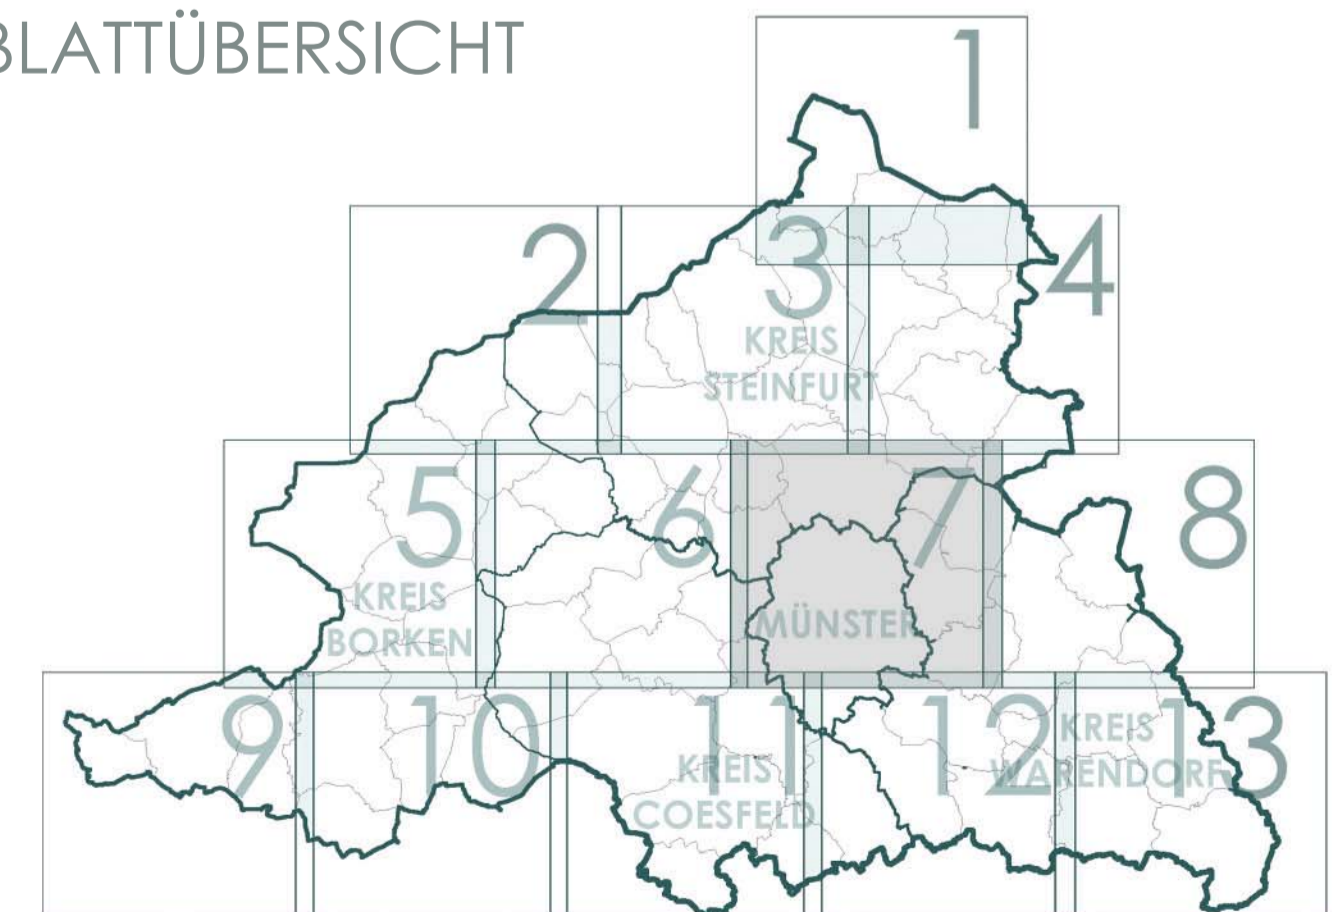 BLATTÜBERSICHT
1
2
3
4
KREIS
STEINFURT
5
6
7
8
KREIS
BORKEN
MÜNSTER
9
10
11
12
13
KREIS
COESFELD
KREIS
WARENDORF